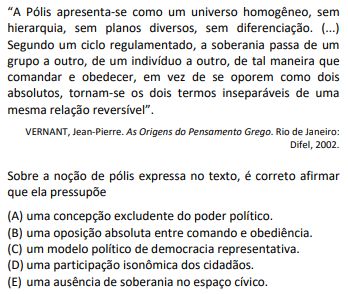 “A Pólis apresenta-se como um universo homogêneo, sem
hierarquia, sem planos diversos, sem diferenciação. (...)
Segundo um ciclo regulamentado, a soberania passa de um
grupo a outro, de um indivíduo a outro, de tal maneira que
comandar e obedecer, em vez de se oporem como dois
absolutos, tornam-se os dois termos inseparáveis de uma
mesma relação reversível”.
VERNANT, Jean-Pierre. As Origens do Pensamento Grego. Rio de Janeiro:
Difel, 2002.
Sobre a noção de pólis expressa no texto, é correto afirmar
que ela pressupõe
(A) uma concepção excludente do poder político.
(B) uma oposição absoluta entre comando e obediência.
(C) um modelo político de democracia representativa.
(D) uma participação isonômica dos cidadãos.
(E) uma ausência de soberania no espaço cívico.